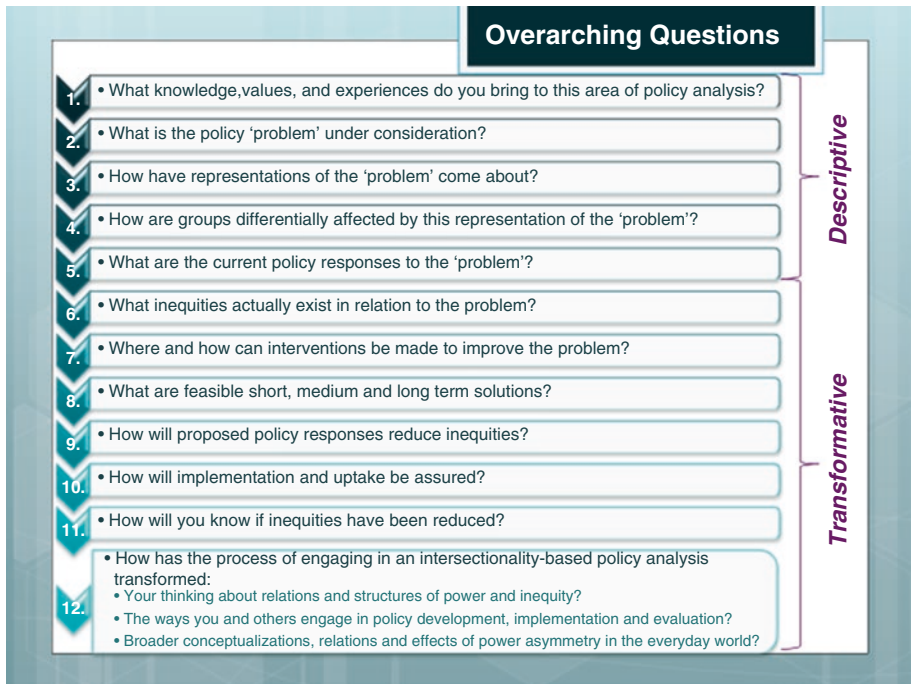 Overarching Questions
1. • What knowledge,values, and experiences do you bring to this area of policy analysis?
2. • What is the policy ‘problem’ under consideration?
3. • How have representations of the ‘problem’ come about?
4. • How are groups differentially affected by this representation of the ‘problem’?
5. • What are the current policy responses to the ‘problem’?
Descriptive
6. • What inequities actually exist in relation to the problem?
7. • Where and how can interventions be made to improve the problem?
8. • What are feasible short, medium and long term solutions?
9. • How will proposed policy responses reduce inequities?
10. • How will implementation and uptake be assured?
11. • How will you know if inequities have been reduced?
12. • How has the process of engaging in an intersectionality-based policy analysis
transformed:
• Your thinking about relations and structures of power and inequity?
• The ways you and others engage in policy development, implementation and evaluation?
• Broader conceptualizations, relations and effects of power asymmetry in the everyday world?
Transformative